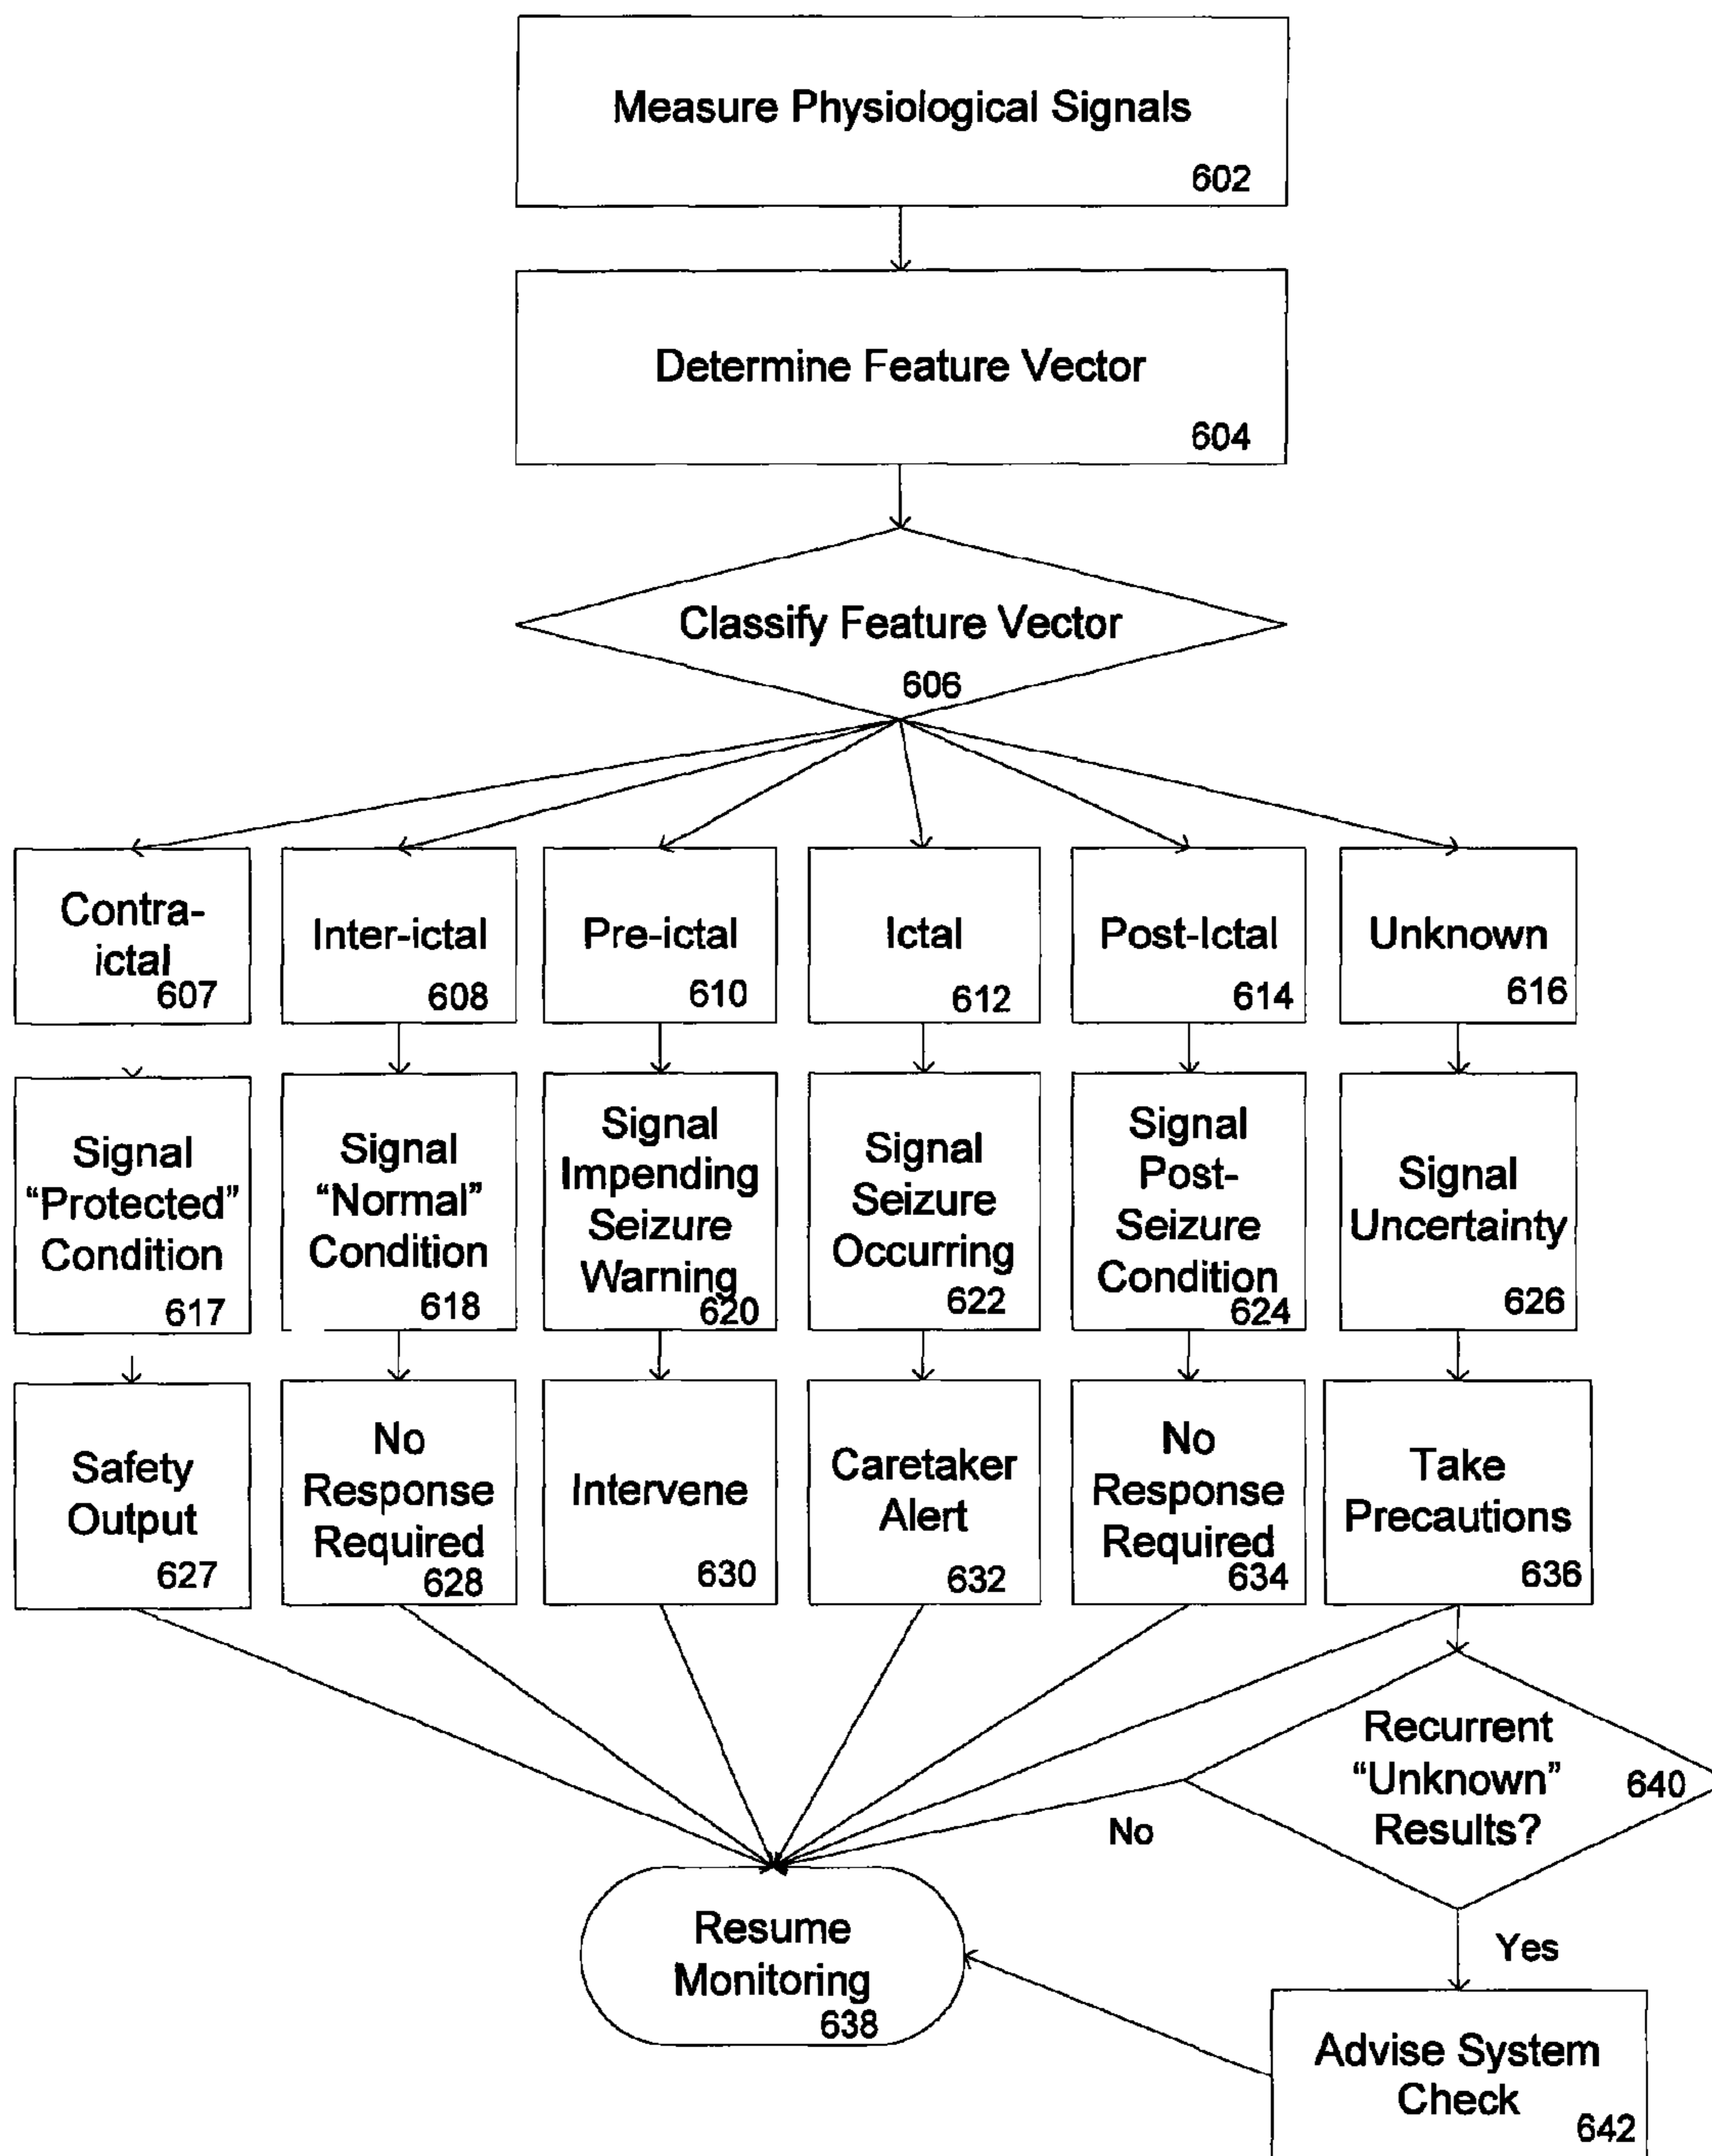 Measure Physiological Signals
602
Determine Feature Vector
604
Classify Feature Vector
606
Contra-
ictal
607
Inter-ictal
608
Pre-ictal
610
Ictal
612
Post-Ictal
614
Unknown
616
Signal
“Protected”
Condition
617
Signal
“Normal”
Condition
618
Signal
Impending
Seizure
Warning
620
Signal
Seizure
Occurring
622
Signal
Post-
Seizure
Condition
624
Signal
Uncertainty
626
Safety
Output
627
No
Response
Required
628
Intervene
630
Caretaker
Alert
632
No
Response
Required
634
Take
Precautions
636
Recurrent
“Unknown”
Results?
640
No
Yes
Resume
Monitoring
638
Advise System
Check
642